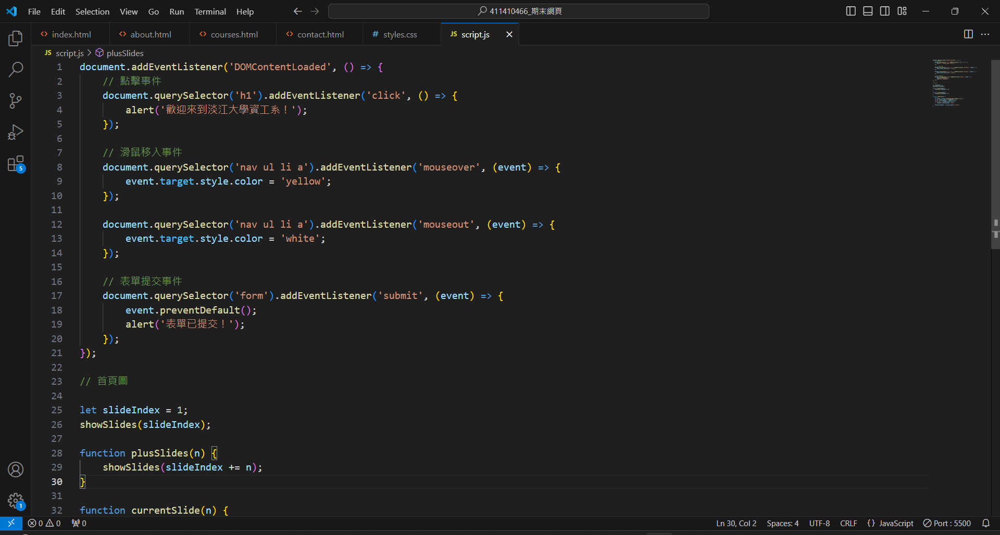 File Edit Selection View Go Run Terminal Help 411410466_期末網頁
index.html about.html courses.html contact.html # styles.css JS script.js
JS script.js > plusSlides
1 document.addEventListener('DOMContentLoaded', () => {
2 // 點擊事件
3 document.querySelector('h1').addEventListener('click', () => {
4 alert('歡迎來到淡江大學資工系！');
5 });
6
7 // 滑鼠移入事件
8 document.querySelector('nav ul li a').addEventListener('mouseover', (event) => {
9 event.target.style.color = 'yellow';
10 });
11
12 document.querySelector('nav ul li a').addEventListener('mouseout', (event) => {
13 event.target.style.color = 'white';
14 });
15
16 // 表單提交事件
17 document.querySelector('form').addEventListener('submit', (event) => {
18 event.preventDefault();
19 alert('表單已提交！');
20 });
21 });
22
23 // 首頁圖
24
25 let slideIndex = 1;
26 showSlides(slideIndex);
27
28 function plusSlides(n) {
29 showSlides(slideIndex += n);
30 }
31
32 function currentSlide(n) {
5
1
0 0 0 Ln 30, Col 2 Spaces: 4 UTF-8 CRLF {} JavaScript Port : 5500